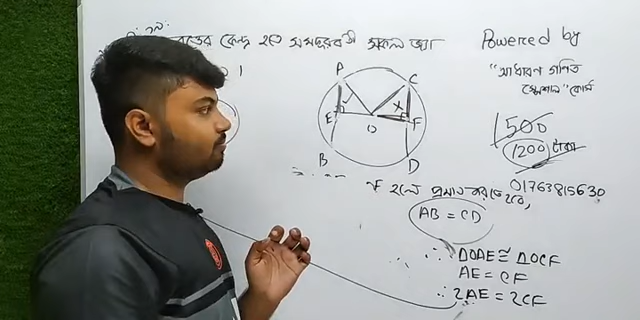 বৃত্তের কেন্দ্র হতে সমদূরবর্তী সকল জ্যা
Powered by
"সাধারণ গণিত
স্পেশাল" কোর্স
1500
1200 টাকা
01763815630
A
C
E
X
F
O
B
D
হলে প্রমাণ করতে হবে,
AB = CD
∴ ΔOAE ≅ ΔOCF
AE = CF
∴ 2AE = 2CF